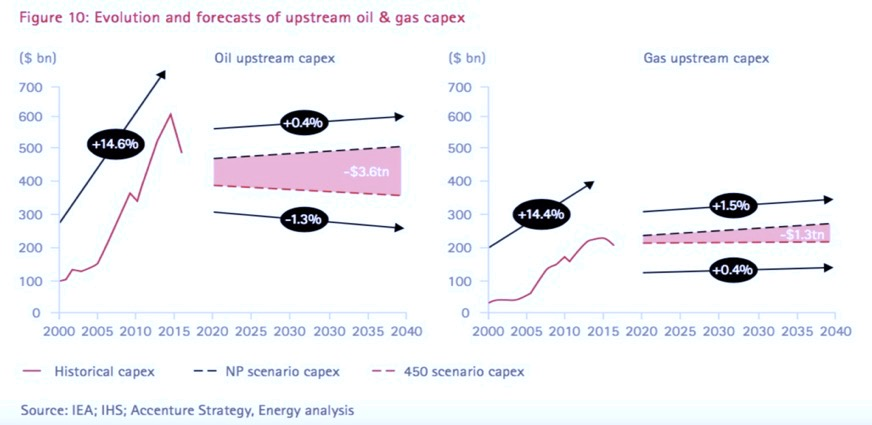 Figure 10: Evolution and forecasts of upstream oil & gas capex
($ bn) Oil upstream capex
700
600
500
400
300
200
100
0
+14.6%
+0.4%
-$3.6tn
-1.3%
2000 2005 2010 2015 2020 2025 2030 2030 2035 2040
($ bn) Gas upstream capex
700
600
500
400
300
200
100
0
+14.4%
+1.5%
-$1.3tn
+0.4%
2000 2005 2010 2015 2020 2025 2030 2030 2035 2040
Historical capex NP scenario capex 450 scenario capex
Source: IEA; IHS; Accenture Strategy, Energy analysis